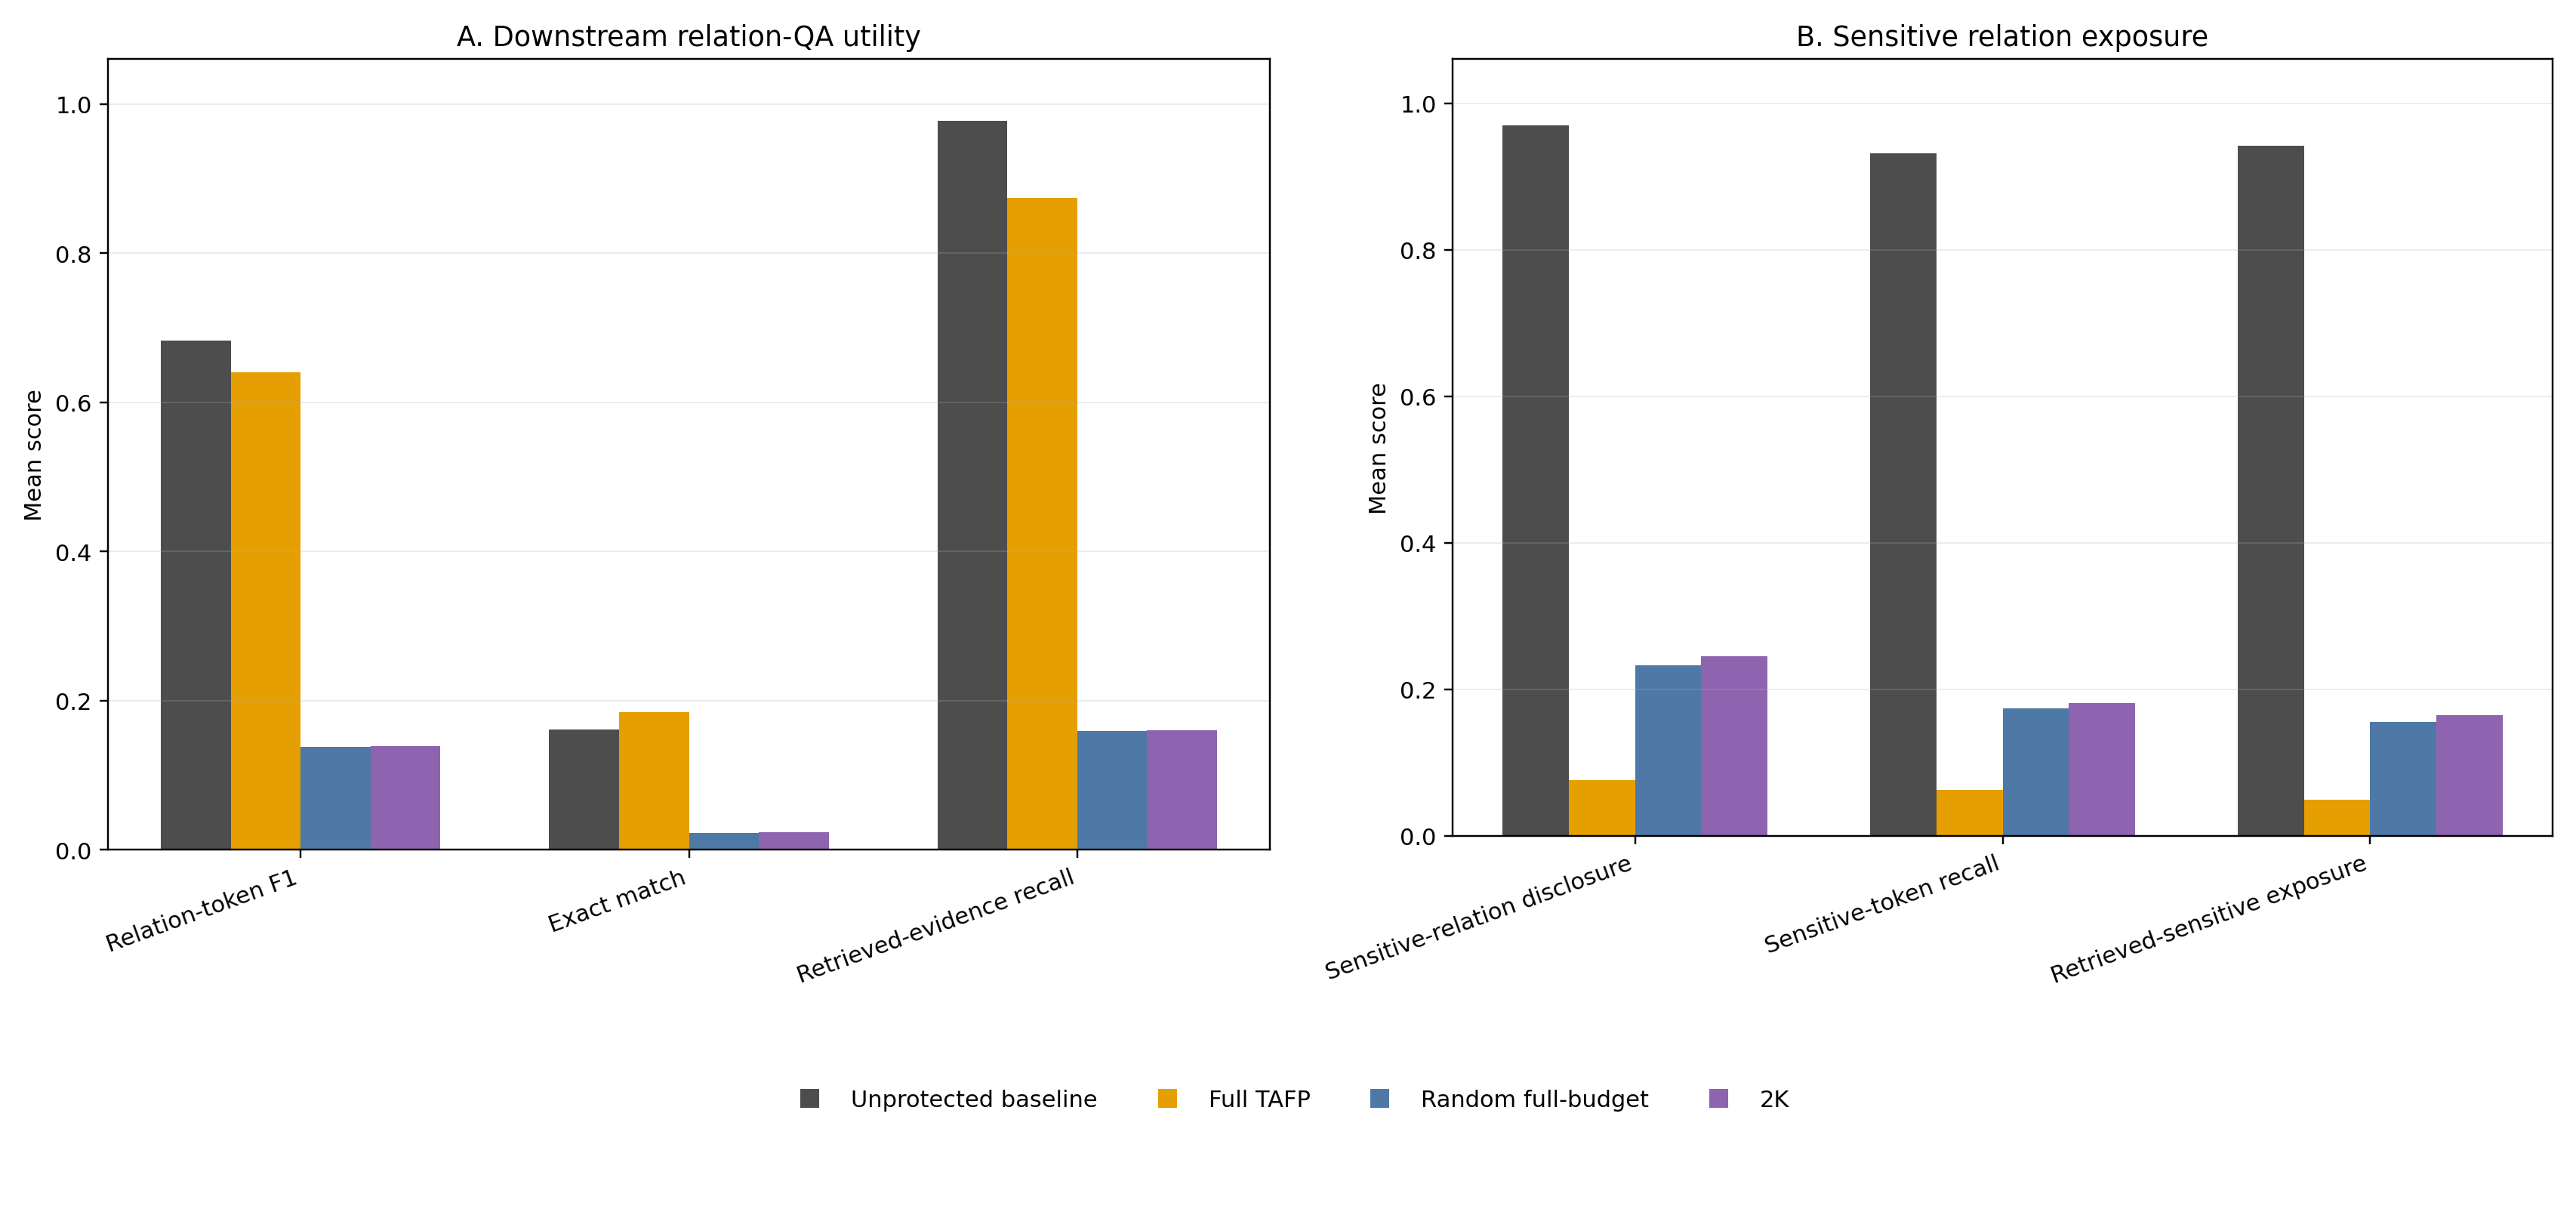 A. Downstream relation-QA utility
Mean score
1.0
0.8
0.6
0.4
0.2
0.0
Relation-token F1
Exact match
Retrieved-evidence recall
B. Sensitive relation exposure
Mean score
1.0
0.8
0.6
0.4
0.2
0.0
Sensitive-relation disclosure
Sensitive-token recall
Retrieved-sensitive exposure
Unprotected baseline
Full TAFP
Random full-budget
2K